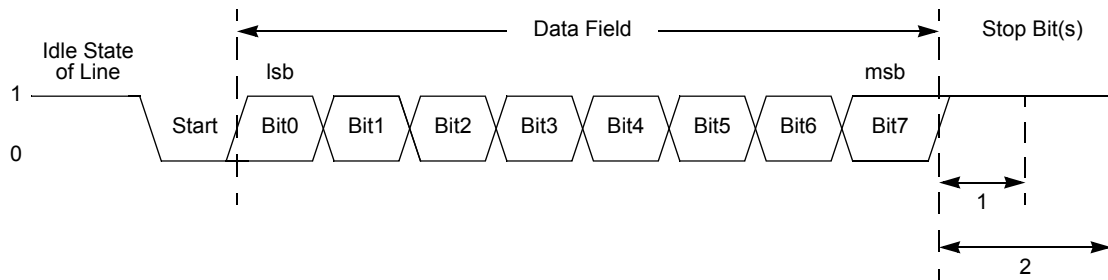 Data Field
Stop Bit(s)
Idle State
of Line
lsb
msb
1
Start
Bit0
Bit1
Bit2
Bit3
Bit4
Bit5
Bit6
Bit7
0
1
2